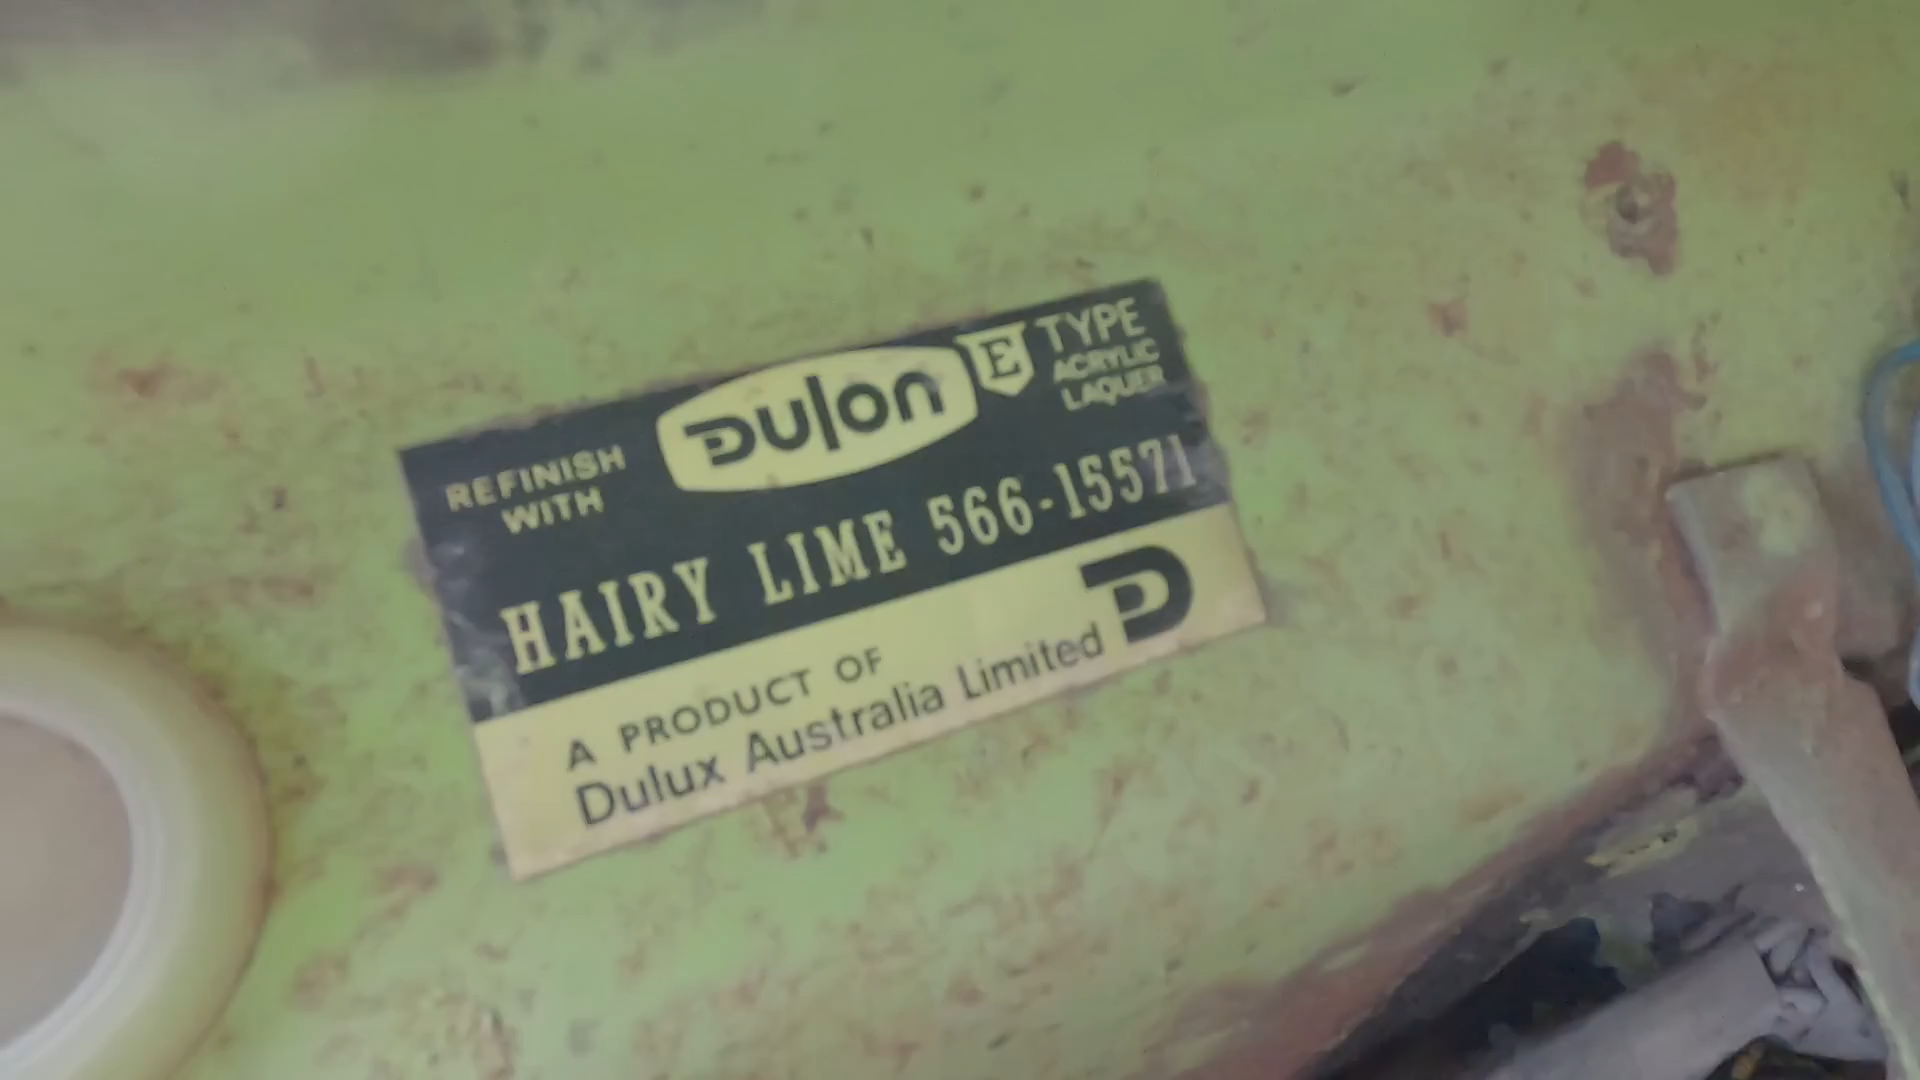 REFINISH
WITH
DULON
E
TYPE
ACRYLIC
LAQUER
HAIRY LIME 566-15571
A PRODUCT OF
Dulux Australia Limited